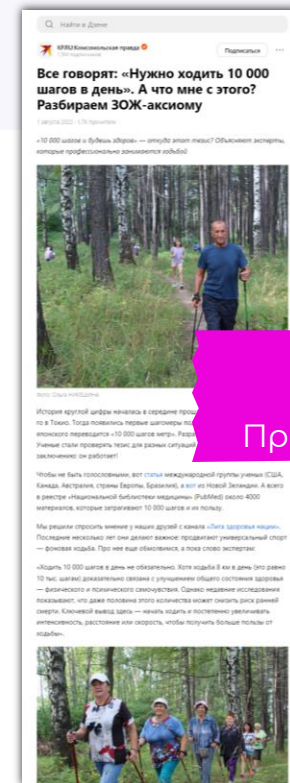 Найти в Дзене
KP.RU:Комсомольская правда
Подписаться
Все говорят: «Нужно ходить 10 000
шагов в день». А что мне с этого?
Разбираем ЗОЖ-аксиому
1 августа 2022
«10 000 шагов и будешь здоров» — откуда этот тезис? Объясняют эксперты,
которые профессионально занимаются ходьбой
История круглой цифры началась в середине
го в Токио. Тогда появились первые шагомеры
японского переводится «10 000 шагов метр».
Ученые стали проверять тезис для разных ситуаций
заключению: он работает!
Пр
Чтобы не быть голословными, вот статья международной группы ученых (США,
Канада, Австралия, страны Европы, Бразилия), а вот из Новой Зеландии. А всего
в реестре «Национальной библиотеки медицины» (PubMed) около 4000
материалов, которые затрагивают 10 000 шагов и их пользу.
Мы решили спросить мнение у наших друзей с канала «Лига здоровья нации».
Последние несколько лет они делают важное: продвигают универсальный спорт
— фоновая ходьба. Про нее еще обмолвимся, а пока слово экспертам:
«Ходить 10 000 шагов в день не обязательно. Хотя ходьба 8 км в день (это равно
10 тыс. шагам) доказательно связана с улучшением общего состояния здоровья
— физического и психического самочувствия. Однако недавние исследования
показывают, что даже половина этого количества может снизить риск ранней
смерти. Ключевой вывод здесь — начать ходить и постепенно увеличивать
интенсивность, расстояние или скорость, чтобы получить больше пользы от
ходьбы».